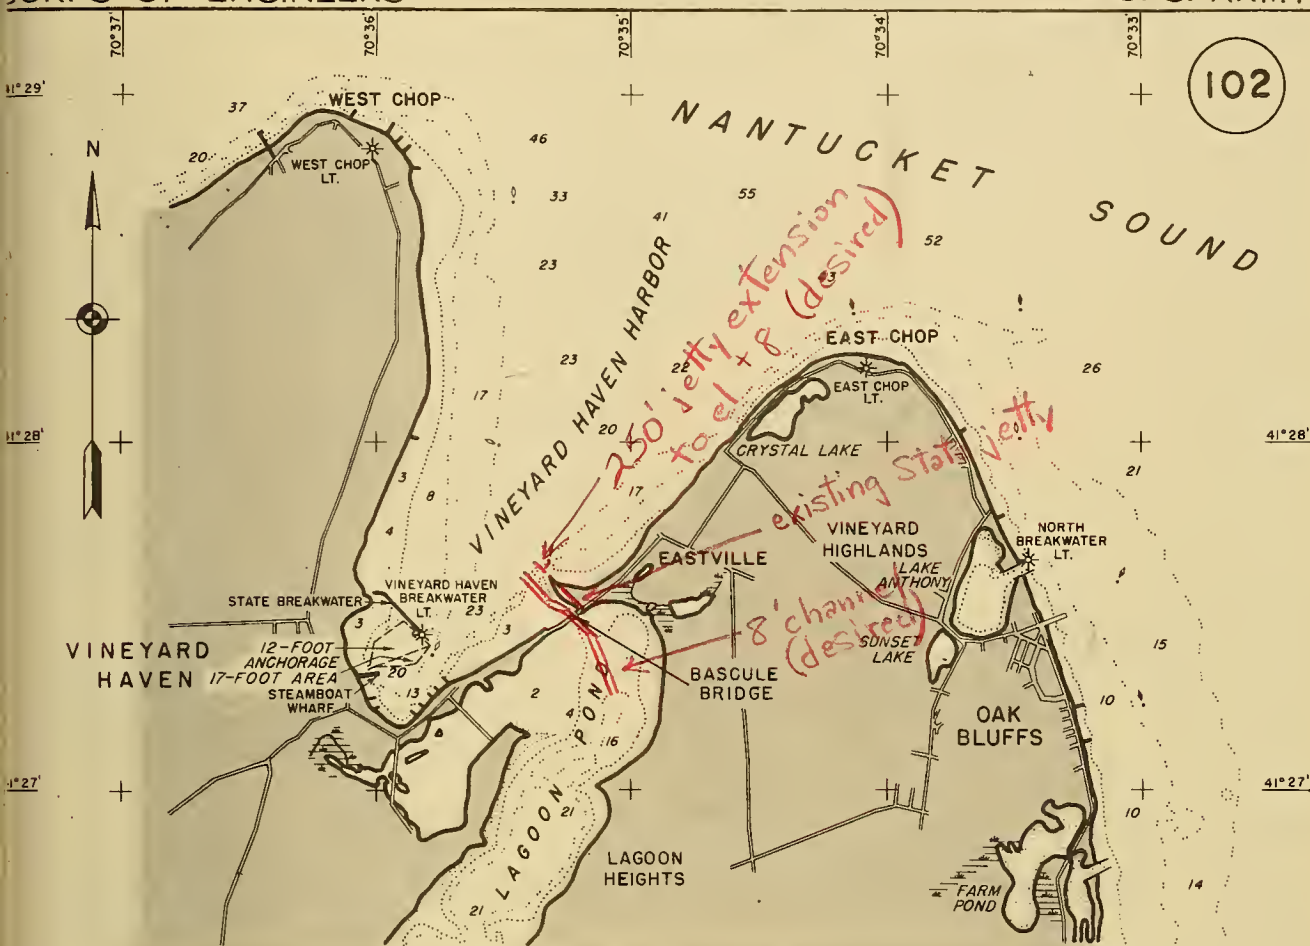 CORPS OF ENGINEERS
U. S. ARMY
70°37'
70°36'
70°35'
70°34'
70°33'
102
41°29'
WEST CHOP
37
N
NANTUCKET
46
20
WEST CHOP
LT.
33
55
41
SOUND
52
23
43
250' jetty extension
to el + 8 (desired)
VINEYARD HAVEN HARBOR
23
22
EAST CHOP
26
EAST CHOP
LT.
17
20
41°28'
CRYSTAL LAKE
41°28'
3
8
17
21
existing State jetty
4
VINEYARD
HIGHLANDS
NORTH
BREAKWATER
LT.
EASTVILLE
LAKE
ANTHONY
VINEYARD HAVEN
BREAKWATER
LT.
STATE BREAKWATER
23
3
3
8' channel
(desired)
SUNSET
LAKE
15
VINEYARD
HAVEN
12-FOOT
ANCHORAGE
17-FOOT AREA
20
STEAMBOAT
WHARF
13
BASCULE
BRIDGE
2
4
16
10
OAK
BLUFFS
41°27'
41°27'
LAGOON POND
21
10
LAGOON
HEIGHTS
21
FARM
POND
14